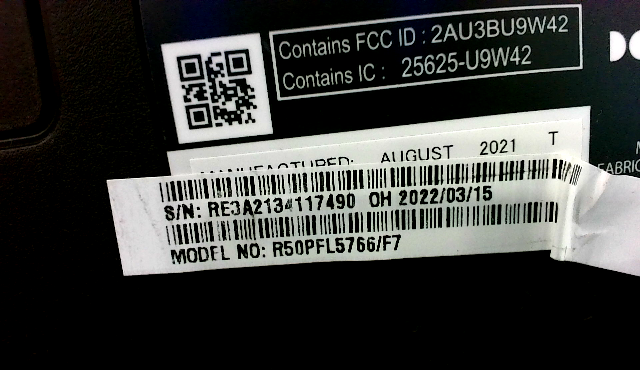 Contains FCC ID : 2AU3BU9W42
Contains IC : 25625-U9W42
MANUFACTURED: AUGUST 2021 T
S/N: RE3A2134117490 OH 2022/03/15
MODEL NO: R50PFL5766/F7